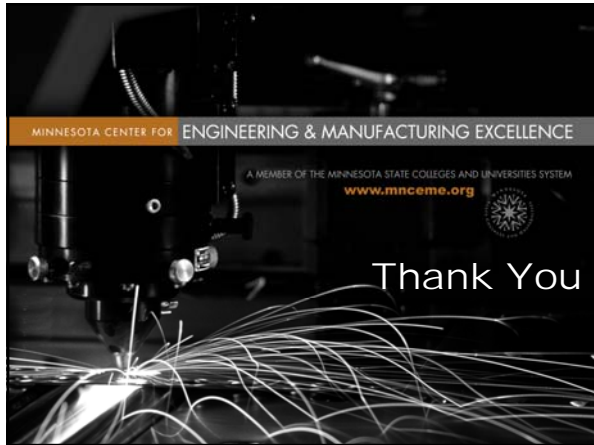 MINNESOTA CENTER FOR ENGINEERING & MANUFACTURING EXCELLENCE
A MEMBER OF THE MINNESOTA STATE COLLEGES AND UNIVERSITIES SYSTEM
www.mnceme.org
Thank You